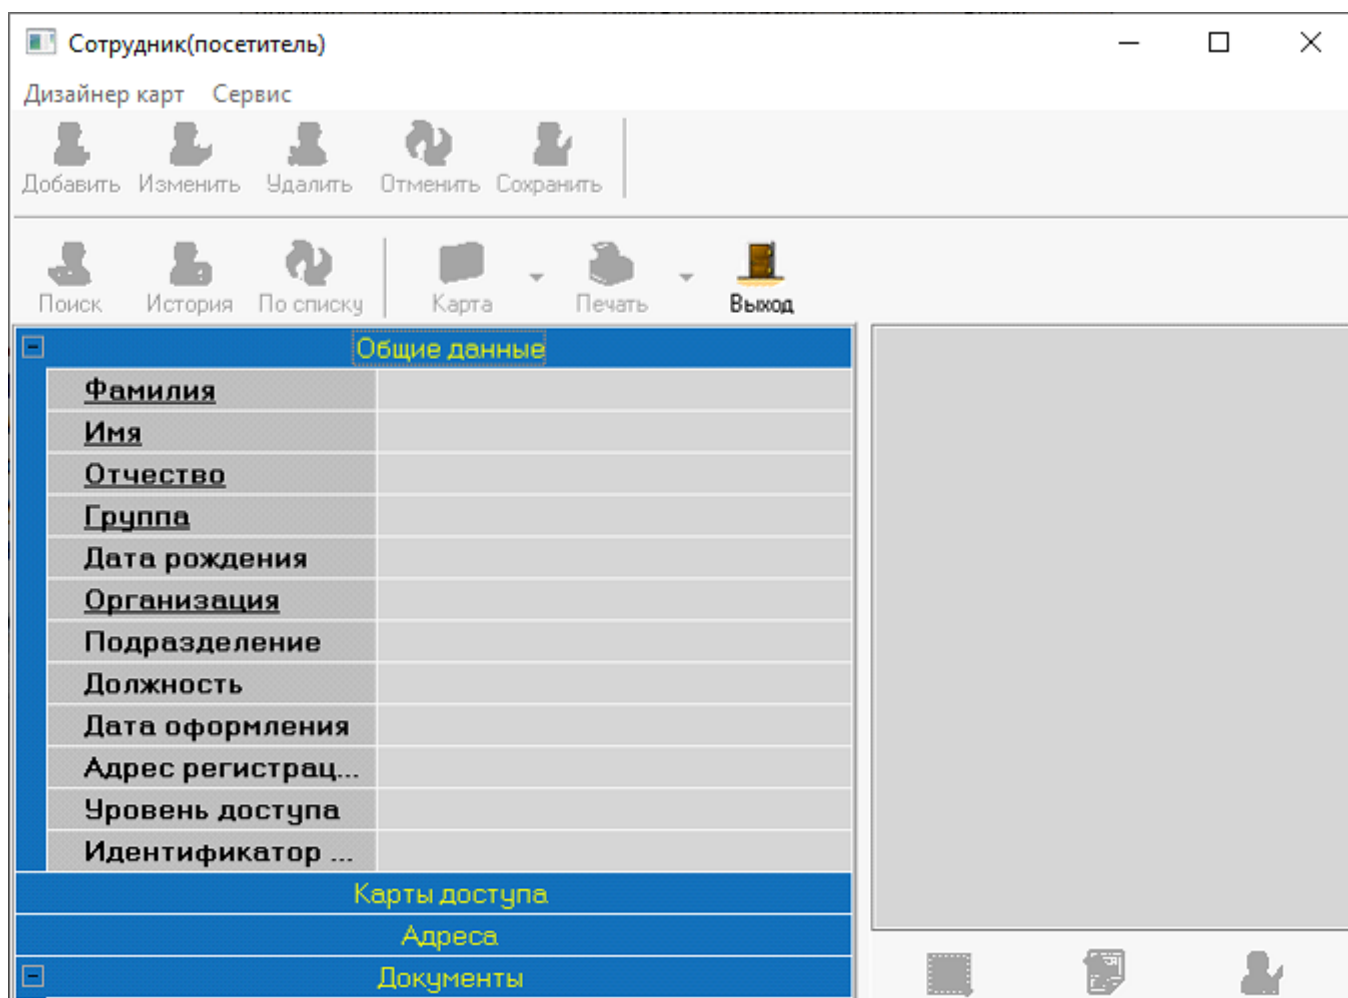 Сотрудник(посетитель)
Дизайнер карт Сервис
Добавить Изменить Удалить Отменить Сохранить
Поиск История По списку Карта Печать Выход
Общие данные
Фамилия
Имя
Отчество
Группа
Дата рождения
Организация
Подразделение
Должность
Дата оформления
Адрес регистрац...
Уровень доступа
Идентификатор ...
Карты доступа
Адреса
Документы